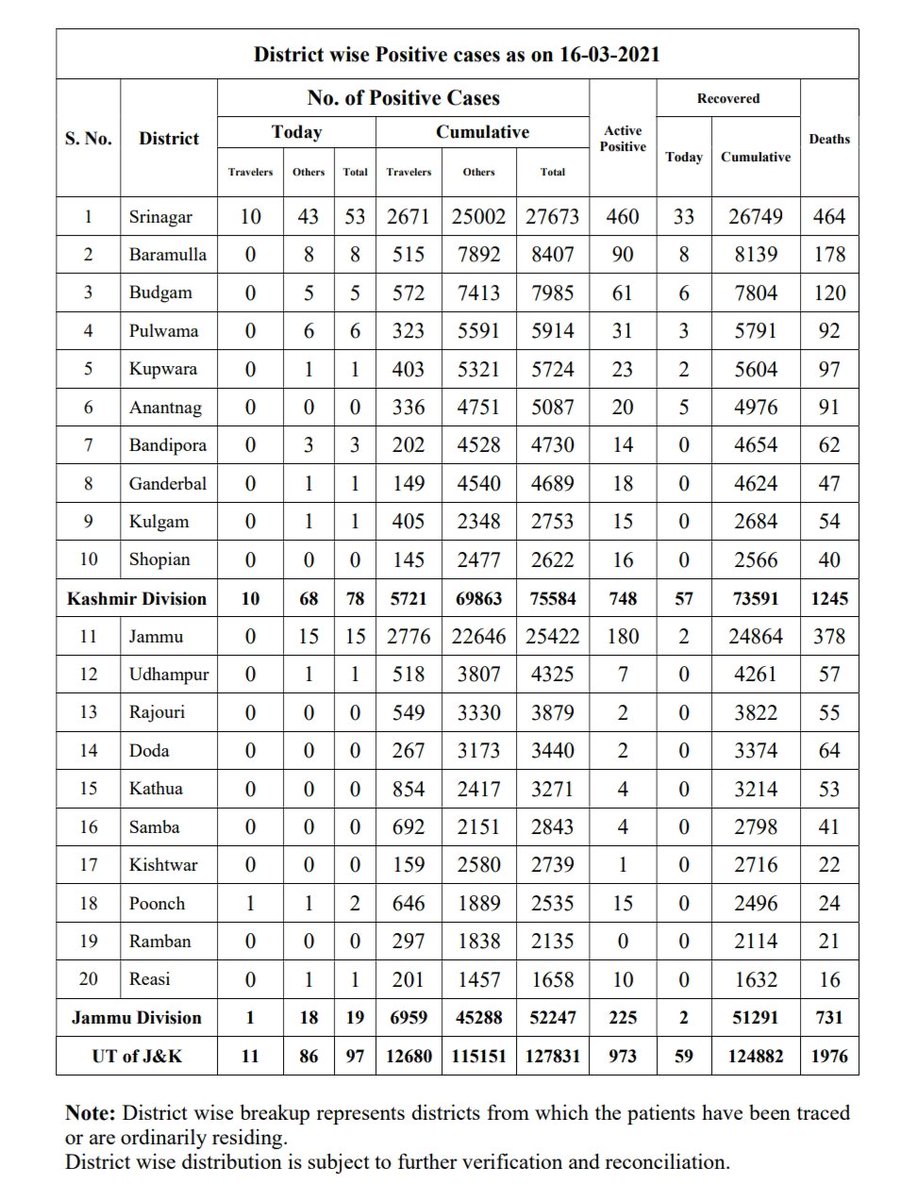 District wise Positive cases as on 16-03-2021
S. No. District No. of Positive Cases Active Positive Recovered Deaths
Today Cumulative Today Cumulative
Travelers Others Total Travelers Others Total
1 Srinagar 10 43 53 2671 25002 27673 460 33 26749 464
2 Baramulla 0 8 8 515 7892 8407 90 8 8139 178
3 Budgam 0 5 5 572 7413 7985 61 6 7804 120
4 Pulwama 0 6 6 323 5591 5914 31 3 5791 92
5 Kupwara 0 1 1 403 5321 5724 23 2 5604 97
6 Anantnag 0 0 0 336 4751 5087 20 5 4976 91
7 Bandipora 0 3 3 202 4528 4730 14 0 4654 62
8 Ganderbal 0 1 1 149 4540 4689 18 0 4624 47
9 Kulgam 0 1 1 405 2348 2753 15 0 2684 54
10 Shopian 0 0 0 145 2477 2622 16 0 2566 40
Kashmir Division 10 68 78 5721 69863 75584 748 57 73591 1245
11 Jammu 0 15 15 2776 22646 25422 180 2 24864 378
12 Udhampur 0 1 1 518 3807 4325 7 0 4261 57
13 Rajouri 0 0 0 549 3330 3879 2 0 3822 55
14 Doda 0 0 0 267 3173 3440 2 0 3374 64
15 Kathua 0 0 0 854 2417 3271 4 0 3214 53
16 Samba 0 0 0 692 2151 2843 4 0 2798 41
17 Kishtwar 0 0 0 159 2580 2739 1 0 2716 22
18 Poonch 1 1 2 646 1889 2535 15 0 2496 24
19 Ramban 0 0 0 297 1838 2135 0 0 2114 21
20 Reasi 0 1 1 201 1457 1658 10 0 1632 16
Jammu Division 1 18 19 6959 45288 52247 225 2 51291 731
UT of J&K 11 86 97 12680 115151 127831 973 59 124882 1976
Note: District wise breakup represents districts from which the patients have been traced
or are ordinarily residing.
District wise distribution is subject to further verification and reconciliation.